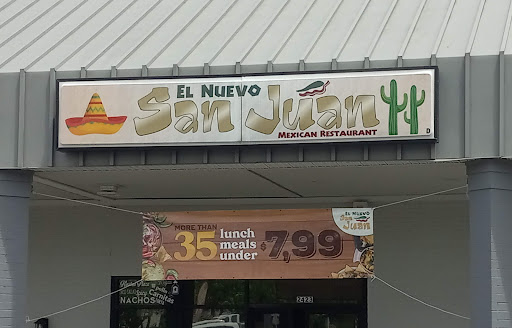 El Nuevo
San Juan
Mexican Restaurant
D
MORE THAN
35 lunch meals under $7,99
EL NUEVO
San Juan
Carnitas
NACHOS
2423